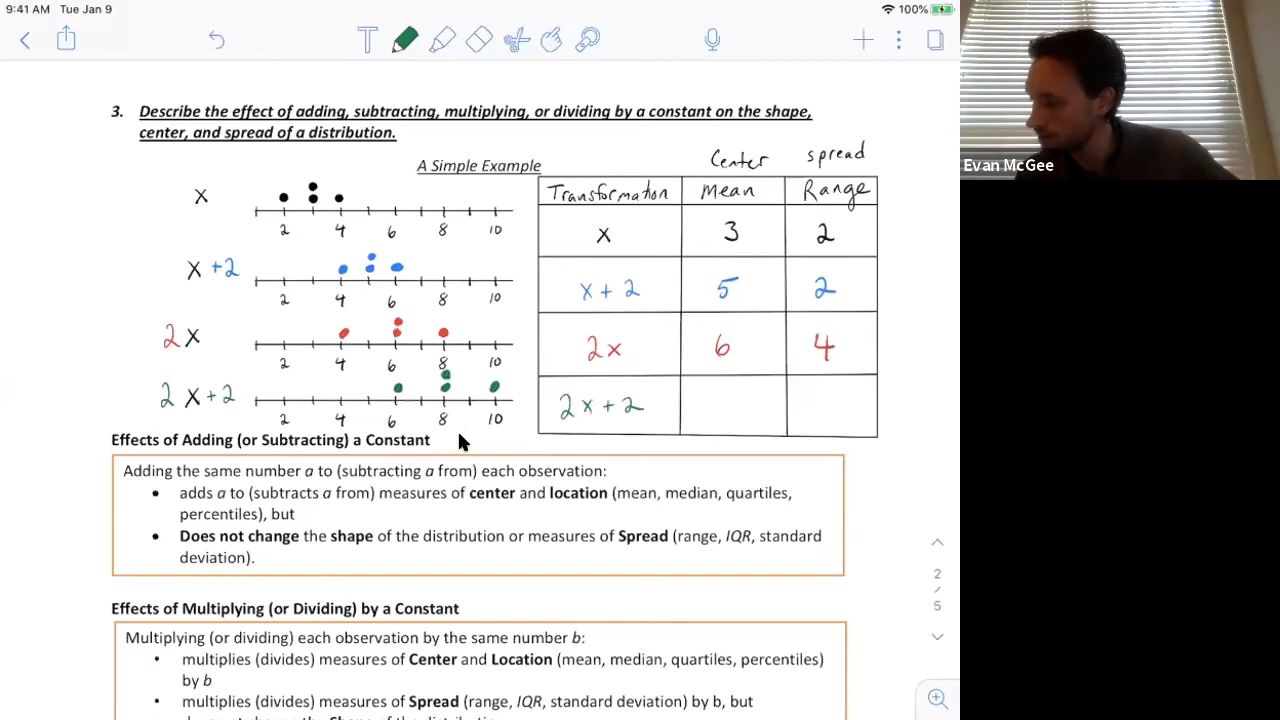 9:41 AM Tue Jan 9
100%
Evan McGee
3. Describe the effect of adding, subtracting, multiplying, or dividing by a constant on the shape,
center, and spread of a distribution.
A Simple Example
Center spread
Transformation Mean Range
x 3 2
x + 2 5 2
2x 6 4
2x + 2
x
2 4 6 8 10
x +2
2 4 6 8 10
2x
2 4 6 8 10
2x+2
2 4 6 8 10
Effects of Adding (or Subtracting) a Constant
Adding the same number a to (subtracting a from) each observation:
• adds a to (subtracts a from) measures of center and location (mean, median, quartiles,
percentiles), but
• Does not change the shape of the distribution or measures of Spread (range, IQR, standard
deviation).
2
/
5
Effects of Multiplying (or Dividing) by a Constant
Multiplying (or dividing) each observation by the same number b:
• multiplies (divides) measures of Center and Location (mean, median, quartiles, percentiles)
by b
• multiplies (divides) measures of Spread (range, IQR, standard deviation) by b, but